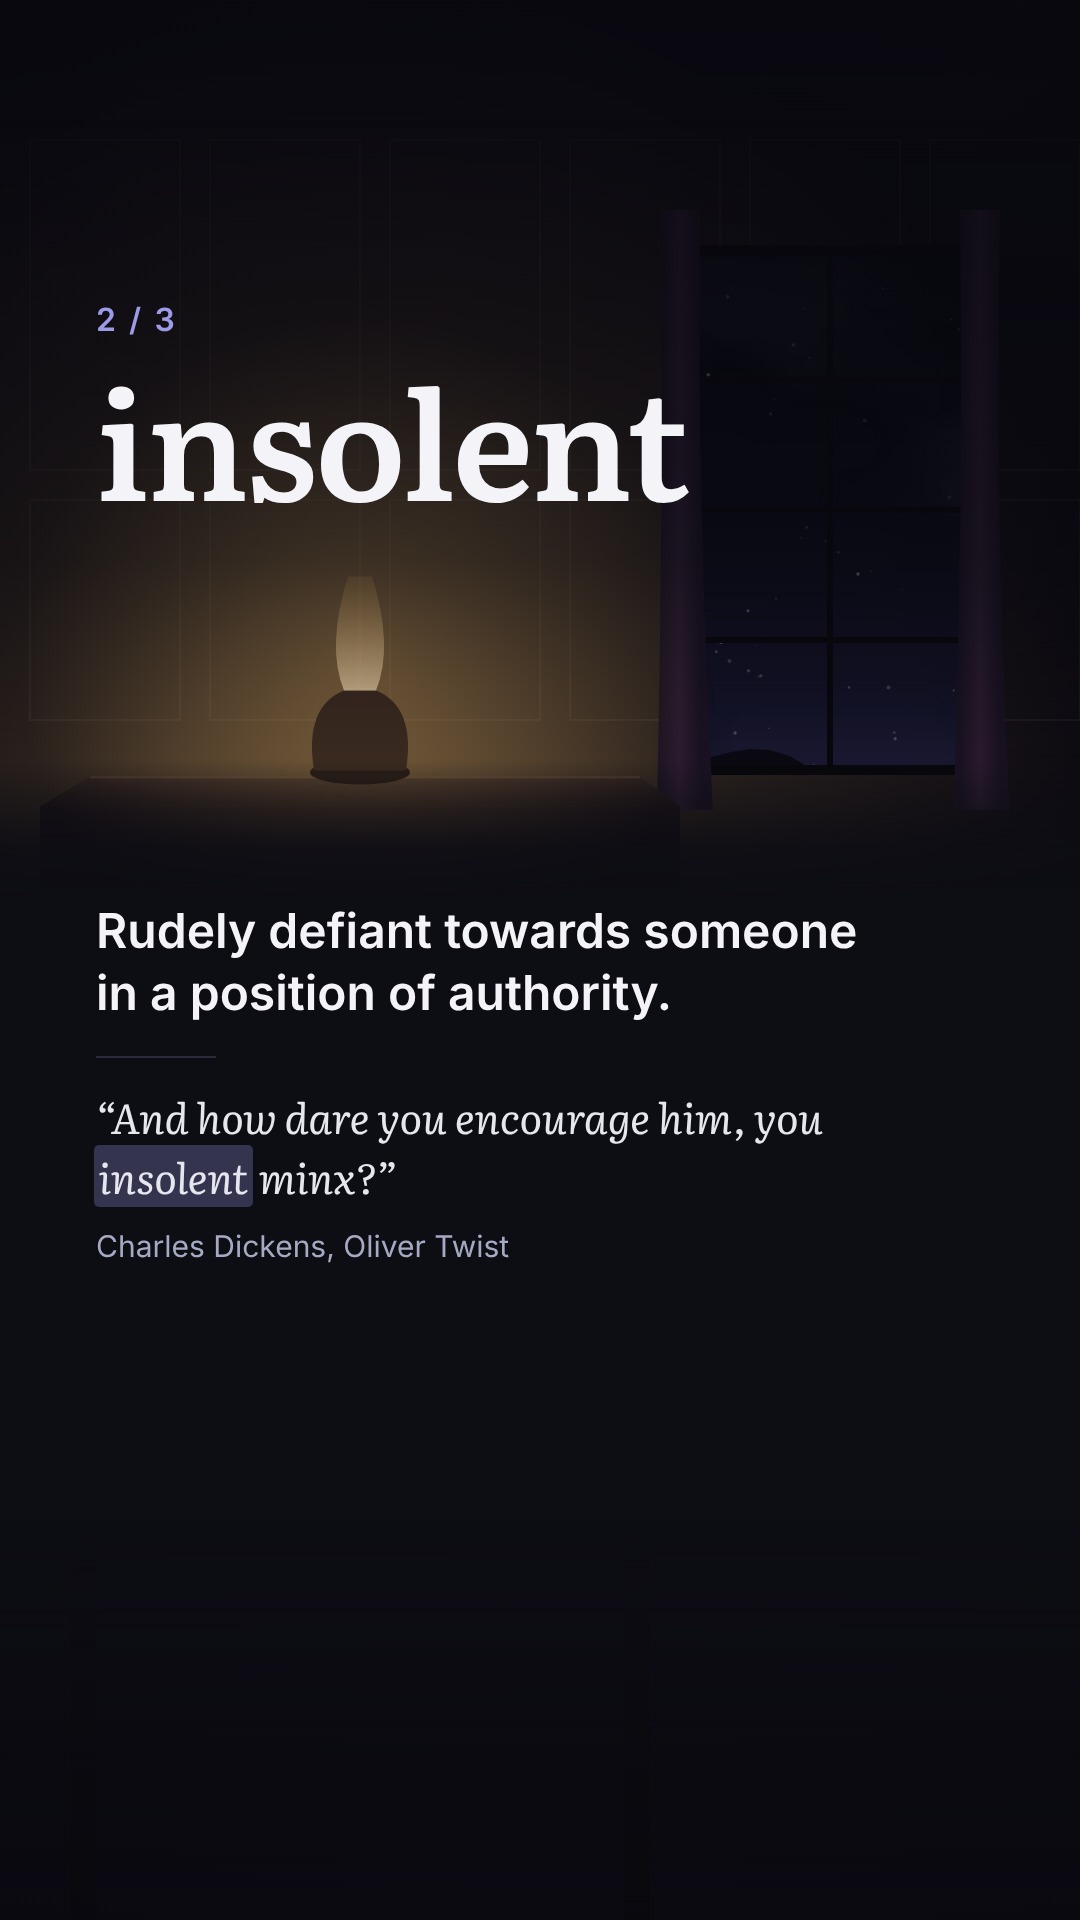 2 / 3
insolent
Rudely defiant towards someone
in a position of authority.
“And how dare you encourage him, you
insolent minx?”
Charles Dickens, Oliver Twist